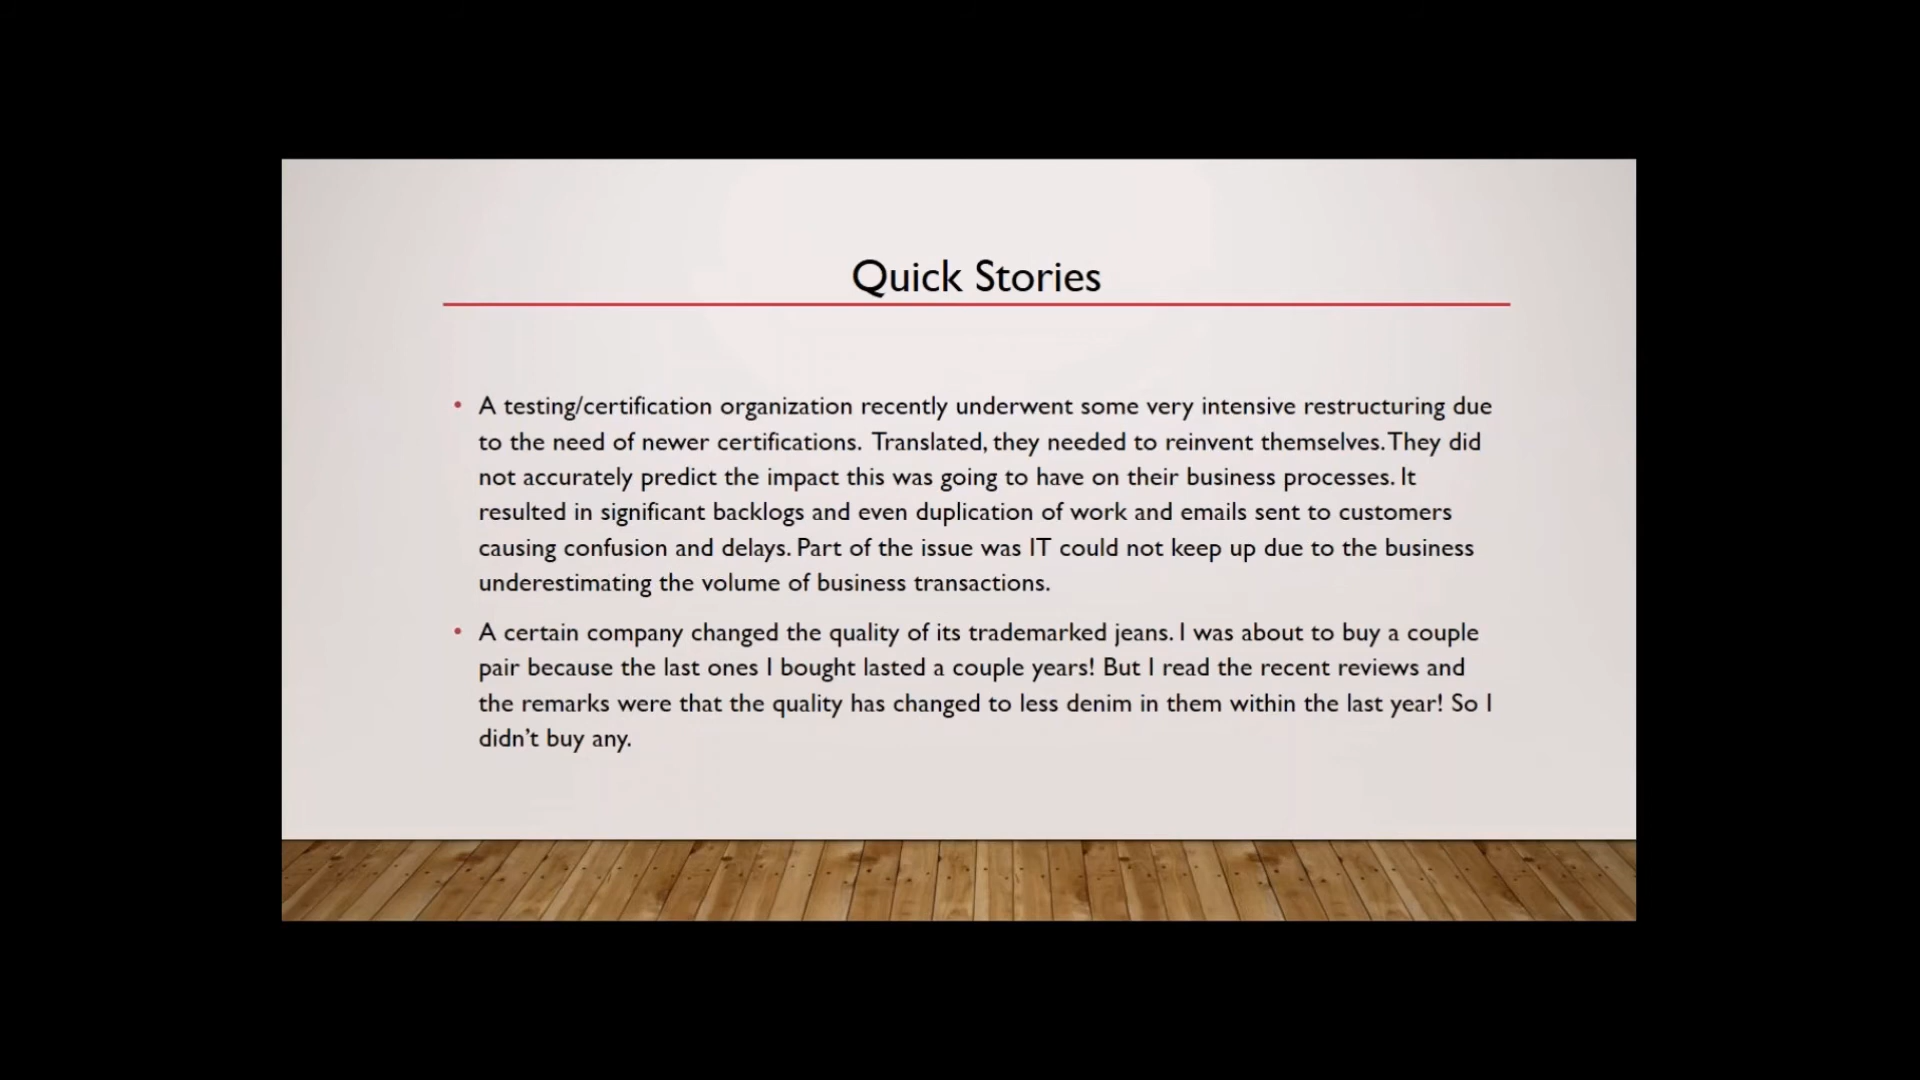 Quick Stories
• A testing/certification organization recently underwent some very intensive restructuring due
to the need of newer certifications. Translated, they needed to reinvent themselves. They did
not accurately predict the impact this was going to have on their business processes. It
resulted in significant backlogs and even duplication of work and emails sent to customers
causing confusion and delays. Part of the issue was IT could not keep up due to the business
underestimating the volume of business transactions.
• A certain company changed the quality of its trademarked jeans. I was about to buy a couple
pair because the last ones I bought lasted a couple years! But I read the recent reviews and
the remarks were that the quality has changed to less denim in them within the last year! So I
didn’t buy any.